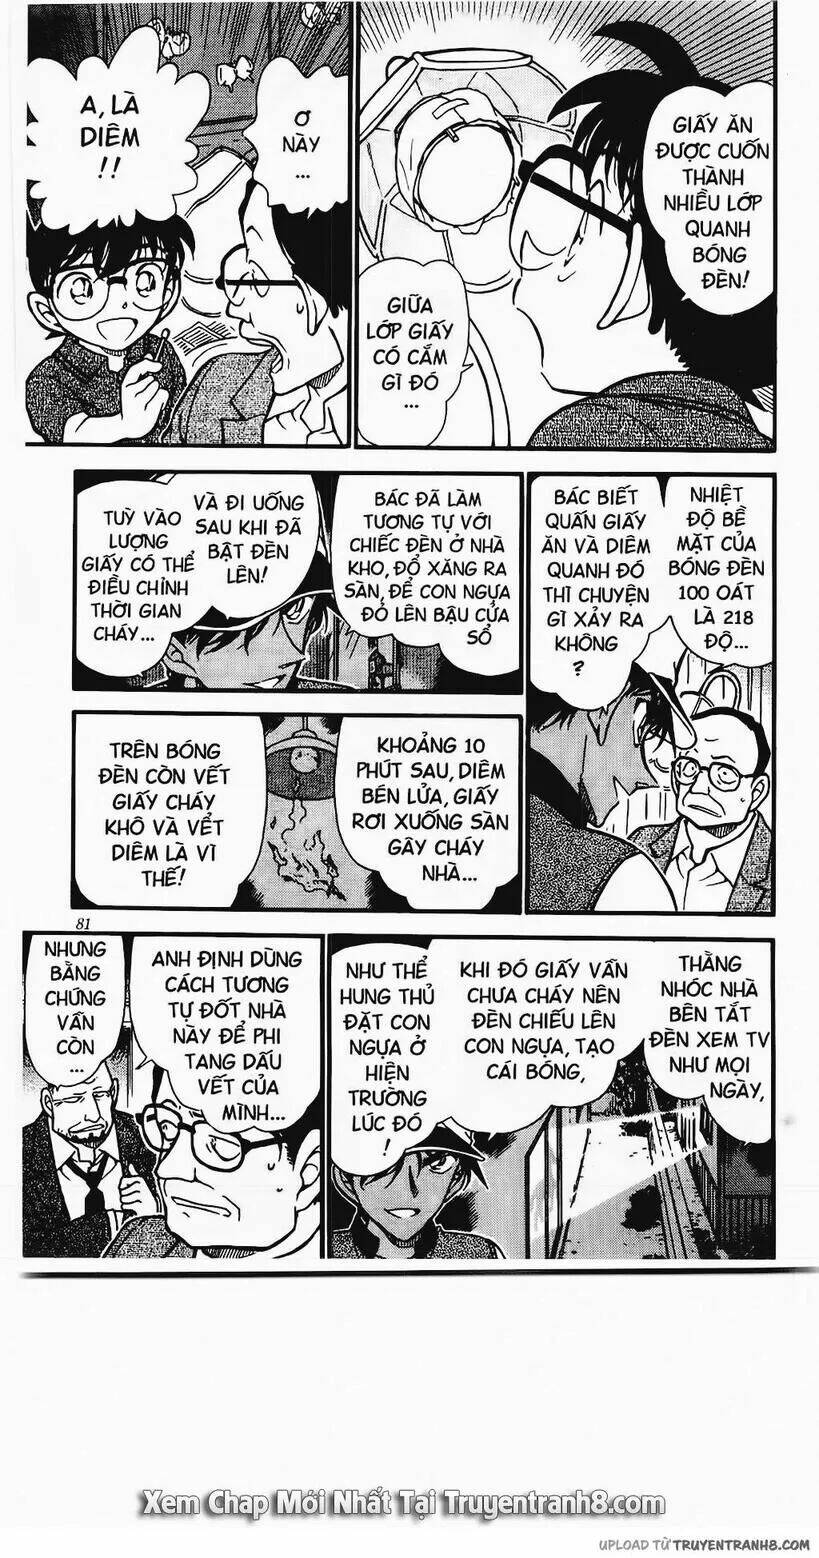 GIẤY ĂN
ĐƯỢC CUỐN
THÀNH
NHIỀU LỚP
QUANH
BÓNG
ĐÈN!
GIỮA
LỚP GIẤY
CÓ CẮM
GÌ ĐÓ
...
Ơ
NÀY
...
A, LÀ
DIÊM
!!
NHIỆT
ĐỘ BỀ
MẶT CỦA
BÓNG ĐÈN
100 OÁT
LÀ 218
ĐỘ...
BÁC BIẾT
QUẤN GIẤY
ĂN VÀ DIÊM
QUANH ĐÓ
THÌ CHUYỆN
GÌ XẢY RA
KHÔNG
?
BÁC ĐÃ LÀM
TƯƠNG TỰ VỚI
CHIẾC ĐÈN Ở NHÀ
KHO, ĐỔ XĂNG RA
SÀN, ĐỂ CON NGỰA
ĐỎ LÊN BẬU CỬA
SỔ
VÀ ĐI UỐNG
SAU KHI ĐÃ
BẬT ĐÈN
LÊN!
TUỲ VÀO
LƯỢNG
GIẤY CÓ THỂ
ĐIỀU CHỈNH
THỜI GIAN
CHÁY...
KHOẢNG 10
PHÚT SAU, DIÊM
BÉN LỬA, GIẤY
RƠI XUỐNG SÀN
GÂY CHÁY
NHÀ...
TRÊN BÓNG
ĐÈN CÒN VẾT
GIẤY CHÁY
KHÔ VÀ VỂT
DIÊM LÀ VÌ
THẾ!
81
THẰNG
NHÓC NHÀ
BÊN TẮT
ĐÈN XEM TV
NHƯ MỌI
NGÀY,
KHI ĐÓ GIẤY VẪN
CHƯA CHÁY NÊN
ĐÈN CHIẾU LÊN
CON NGỰA, TẠO
CÁI BÓNG,
NHƯ THỂ
HUNG THỦ
ĐẶT CON
NGỰA Ở
HIỆN
TRƯỜNG
LÚC ĐÓ
!
ANH ĐỊNH DÙNG
CÁCH TƯƠNG
TỰ ĐỐT NHÀ
NÀY ĐỂ PHI
TANG DẤU
VẾT CỦA
MÌNH...
NHƯNG
BẰNG
CHỨNG
VẪN
CÒN
...
Xem Chap Mới Nhất Tại Truyentranh8.com
UPLOAD TỪ TRUYENTRANH8.COM